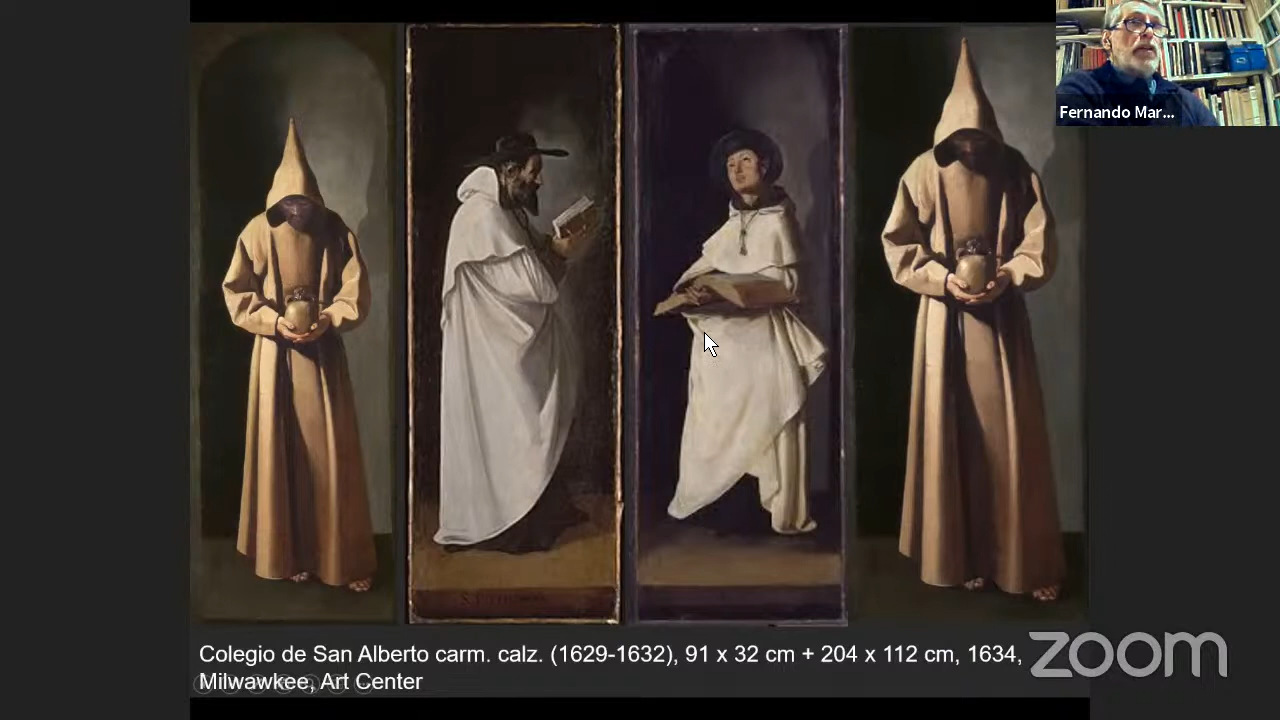 Fernando Mar...
Colegio de San Alberto carm. calz. (1629-1632), 91 x 32 cm + 204 x 112 cm, 1634,
Milwawkee, Art Center
zoom